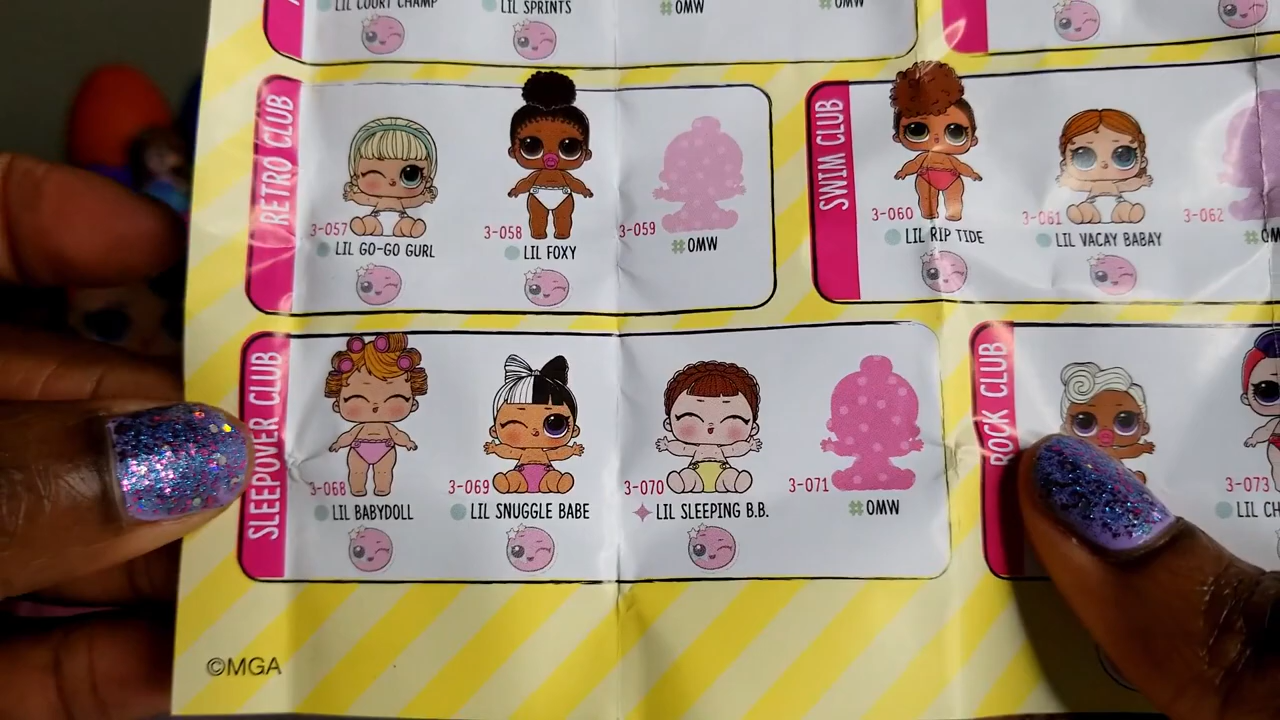 LIL COURT CHAMP
LIL SPRINTS
#OMW
#OMW
RETRO CLUB
3-057
LIL GO-GO GURL
3-058
LIL FOXY
3-059
#OMW
SWIM CLUB
3-060
LIL RIP TIDE
3-061
LIL VACAY BABAY
3-062
SLEEPOVER CLUB
3-068
LIL BABYDOLL
3-069
LIL SNUGGLE BABE
3-070
LIL SLEEPING B.B.
3-071
#OMW
ROCK CLUB
3-073
LIL
©MGA